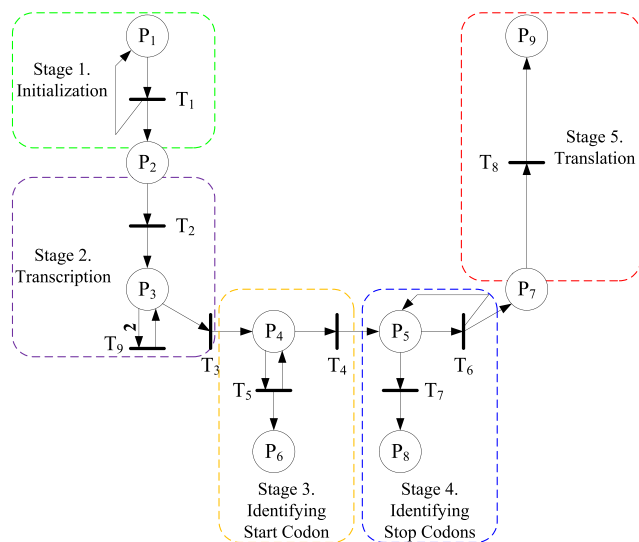 P1
P9
Stage 1.
Initialization
T1
Stage 5.
Translation
P2
T8
Stage 2.
Transcription
T2
P3
P7
2
T9
T3
P4
T4
P5
T6
T5
T7
P6
P8
Stage 3.
Identifying
Start Codon
Stage 4.
Identifying
Stop Codons